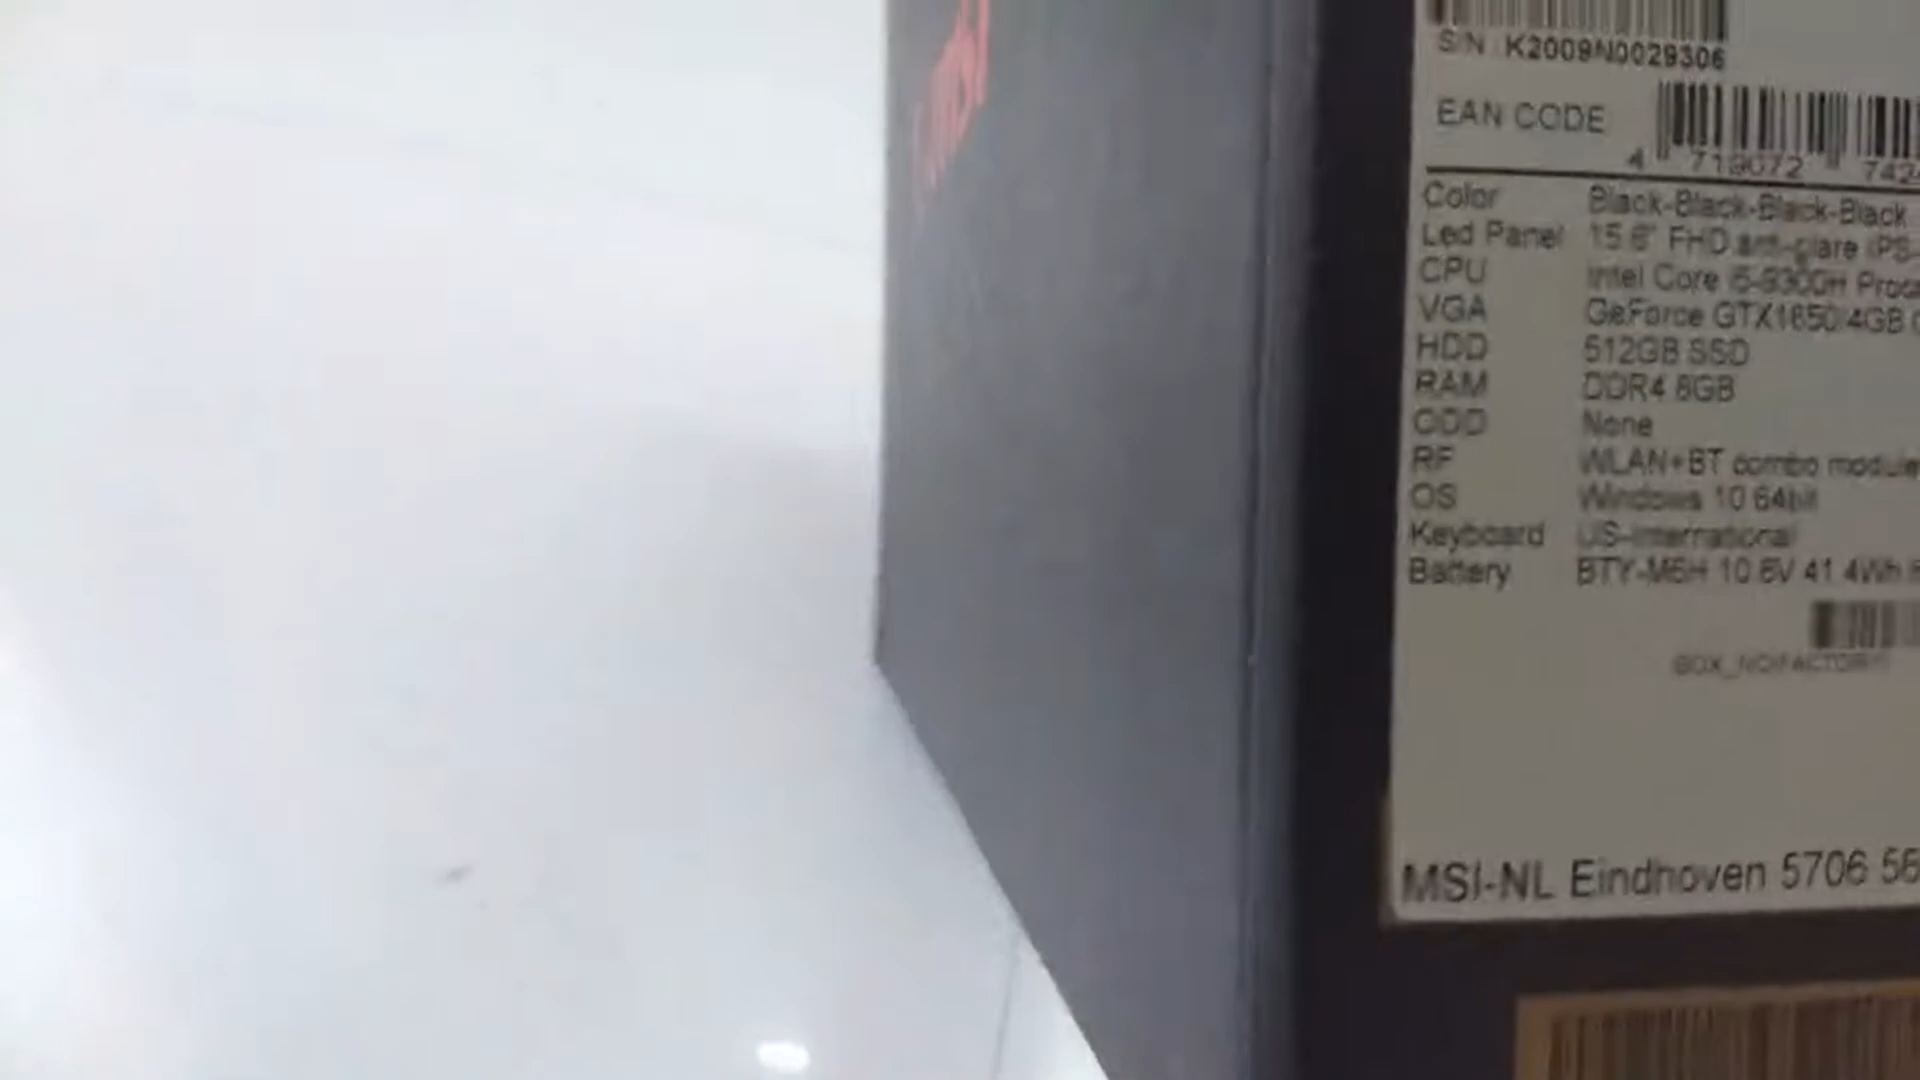 msi
S/N K2009N0029306
EAN CODE
4 719072 742
Color Black-Black-Black-Black
Led Panel 15.6" FHD anti-glare IPS-
CPU Intel Core i5-9300H
VGA GeForce GTX1650 4GB
HDD 512GB SSD
RAM DDR4 8GB
ODD None
RF WLAN+BT combo module
OS Windows 10 64bit
Keyboard US-International
Battery BTY-M6H 10.8V 41.4Wh
MSI-NL Eindhoven 5706